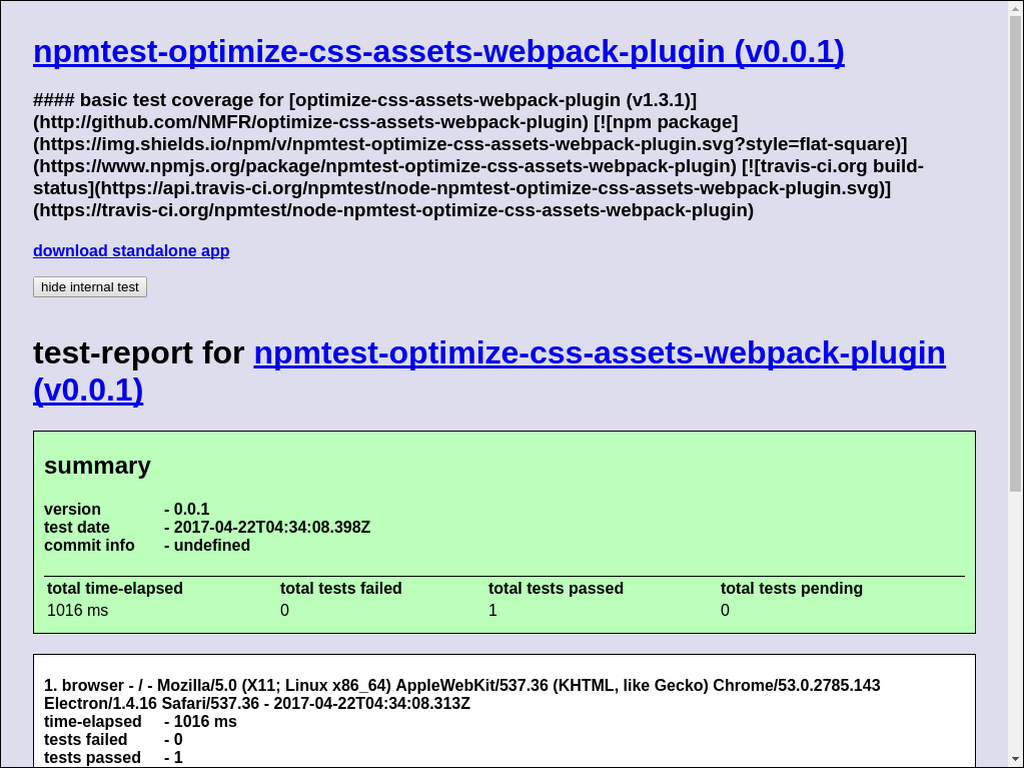 npmtest-optimize-css-assets-webpack-plugin (v0.0.1)
#### basic test coverage for [optimize-css-assets-webpack-plugin (v1.3.1)]
(http://github.com/NMFR/optimize-css-assets-webpack-plugin) [![npm package]
(https://img.shields.io/npm/v/npmtest-optimize-css-assets-webpack-plugin.svg?style=flat-square)]
(https://www.npmjs.org/package/npmtest-optimize-css-assets-webpack-plugin) [![travis-ci.org build-
status](https://api.travis-ci.org/npmtest/node-npmtest-optimize-css-assets-webpack-plugin.svg)]
(https://travis-ci.org/npmtest/node-npmtest-optimize-css-assets-webpack-plugin)
download standalone app
hide internal test
test-report for npmtest-optimize-css-assets-webpack-plugin
(v0.0.1)
summary
version - 0.0.1
test date - 2017-04-22T04:34:08.398Z
commit info - undefined
total time-elapsed total tests failed total tests passed total tests pending
1016 ms 0 1 0
1. browser - / - Mozilla/5.0 (X11; Linux x86_64) AppleWebKit/537.36 (KHTML, like Gecko) Chrome/53.0.2785.143
Electron/1.4.16 Safari/537.36 - 2017-04-22T04:34:08.313Z
time-elapsed - 1016 ms
tests failed - 0
tests passed - 1